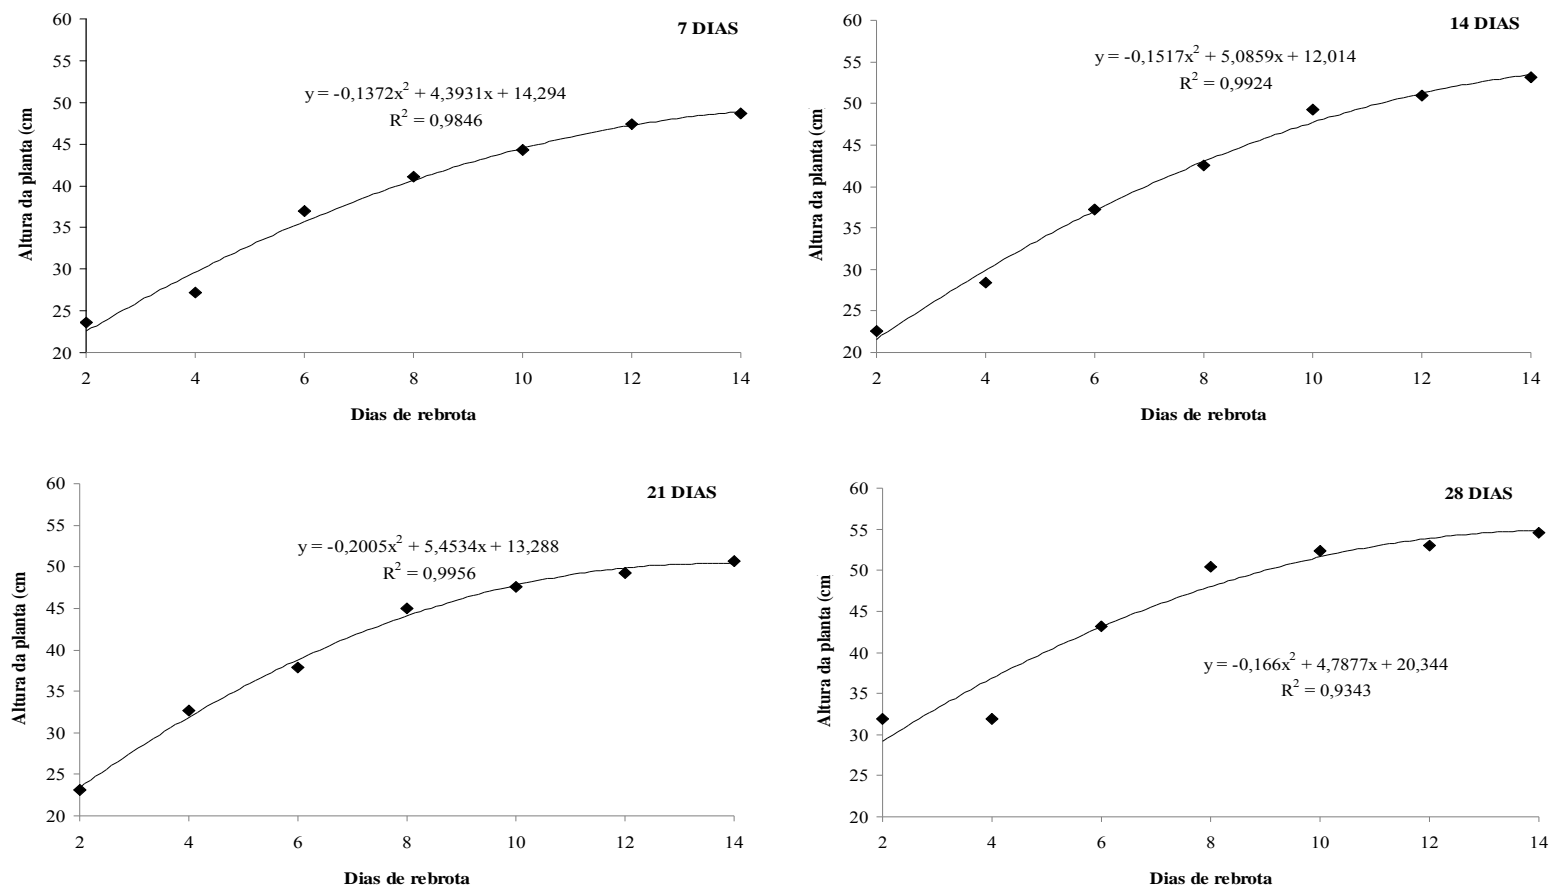 7 DIAS
y = -0,1372x² + 4,3931x + 14,294
R² = 0,9846
Altura da planta (cm
60
55
50
45
40
35
30
25
20
2 4 6 8 10 12 14
Dias de rebrota
14 DIAS
y = -0,1517x² + 5,0859x + 12,014
R² = 0,9924
Altura da planta (cm
60
55
50
45
40
35
30
25
20
2 4 6 8 10 12 14
Dias de rebrota
21 DIAS
y = -0,2005x² + 5,4534x + 13,288
R² = 0,9956
Altura da planta (cm
60
55
50
45
40
35
30
25
20
2 4 6 8 10 12 14
Dias de rebrota
28 DIAS
y = -0,166x² + 4,7877x + 20,344
R² = 0,9343
Altura da planta (cm
60
55
50
45
40
35
30
25
20
2 4 6 8 10 12 14
Dias de rebrota